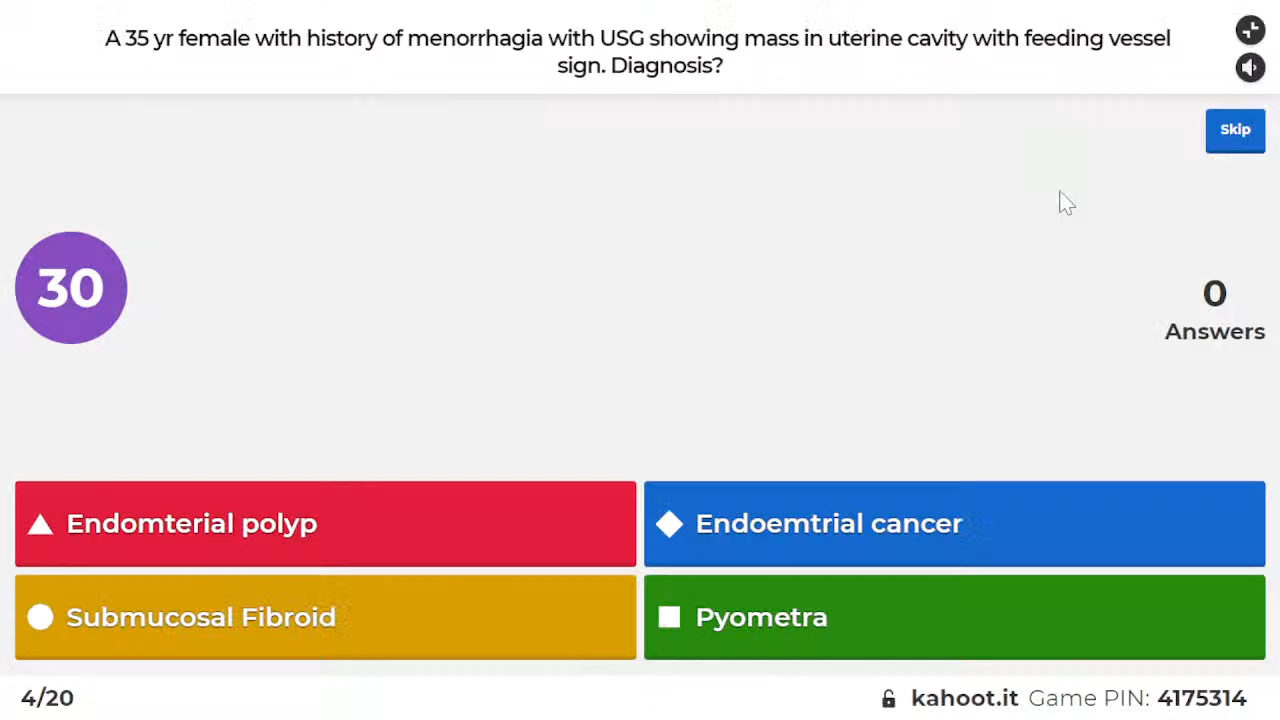 A 35 yr female with history of menorrhagia with USG showing mass in uterine cavity with feeding vessel
sign. Diagnosis?
Skip
30
0
Answers
Endomterial polyp
Endoemtrial cancer
Submucosal Fibroid
Pyometra
4/20
kahoot.it Game PIN: 4175314